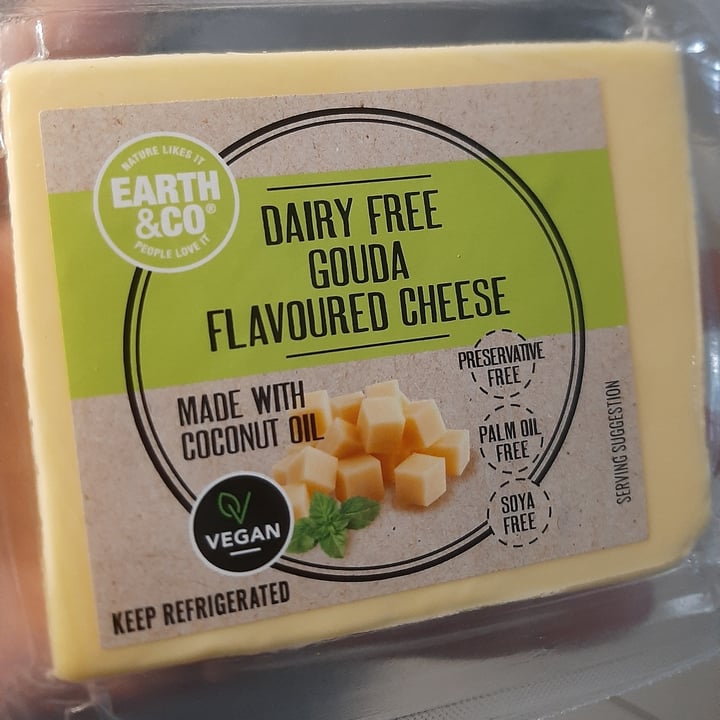 NATURE LIKES IT
EARTH
&CO®
PEOPLE LOVE IT
DAIRY FREE
GOUDA
FLAVOURED CHEESE
PRESERVATIVE
FREE
MADE WITH
COCONUT OIL
PALM OIL
FREE
SOYA
FREE
SERVING SUGGESTION
VEGAN
KEEP REFRIGERATED